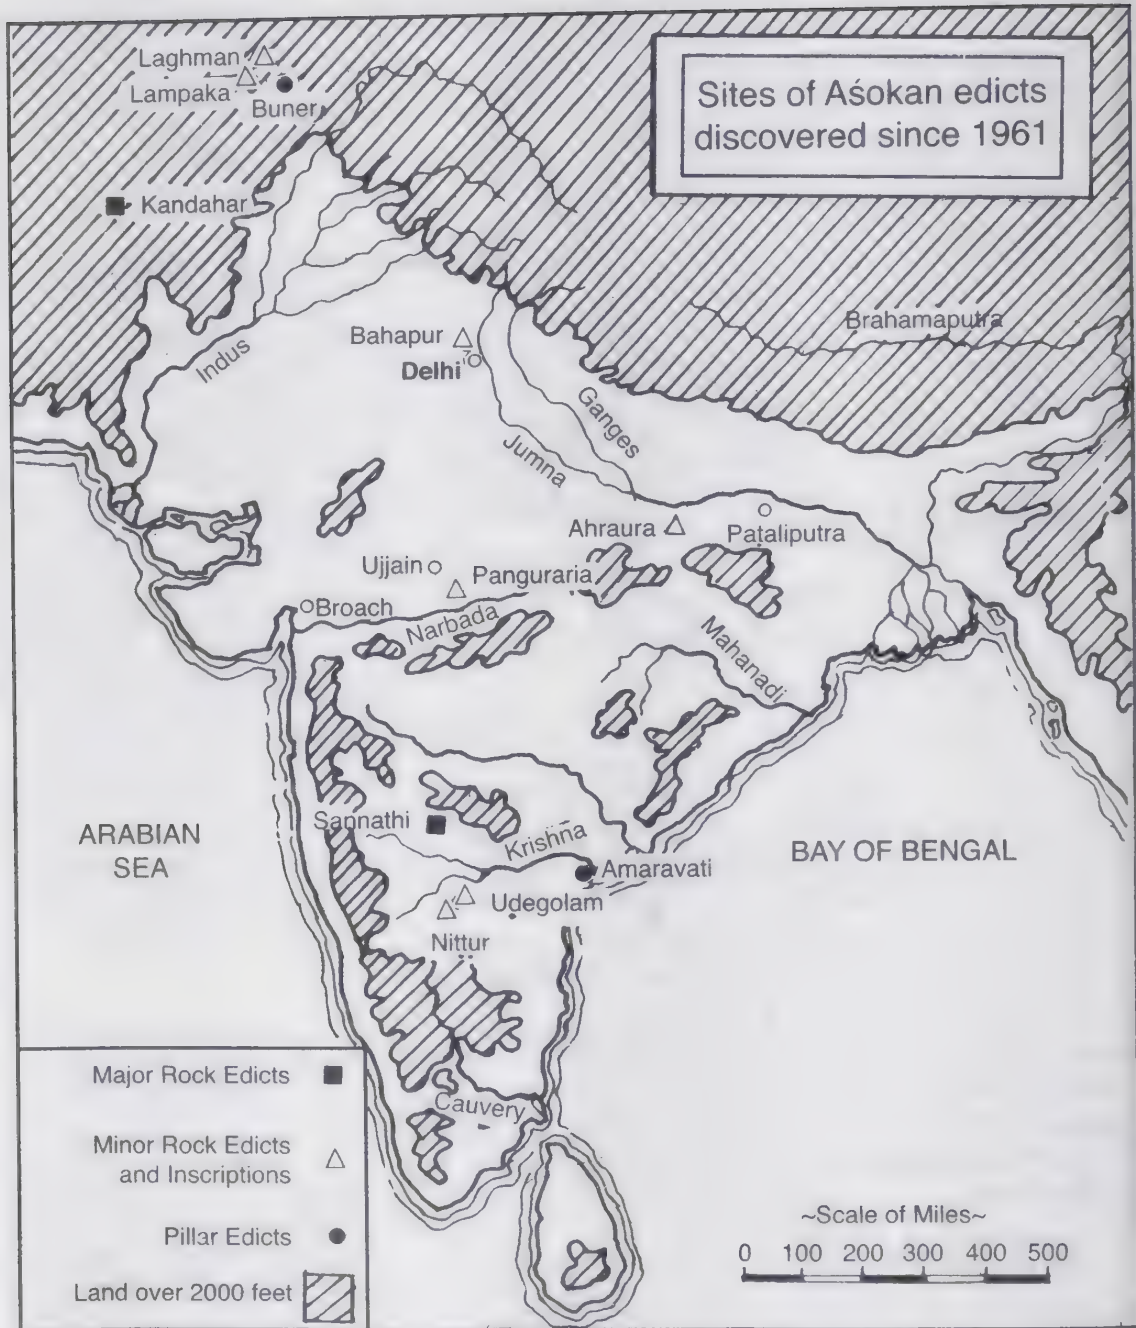 Sites of Aśokan edicts
discovered since 1961
Laghman
Lampaka
Buner
Kandahar
Brahamaputra
Bahapur
Delhi
Indus
Ganges
Jumna
Ahraura
Pataliputra
Ujjain
Panguraria
Broach
Narbada
Mahanadi
Sannathi
Krishna
ARABIAN
SEA
BAY OF BENGAL
Amaravati
Udegolam
Nittur
Cauvery
Major Rock Edicts
Minor Rock Edicts
and Inscriptions
Pillar Edicts
Land over 2000 feet
~Scale of Miles~
0 100 200 300 400 500